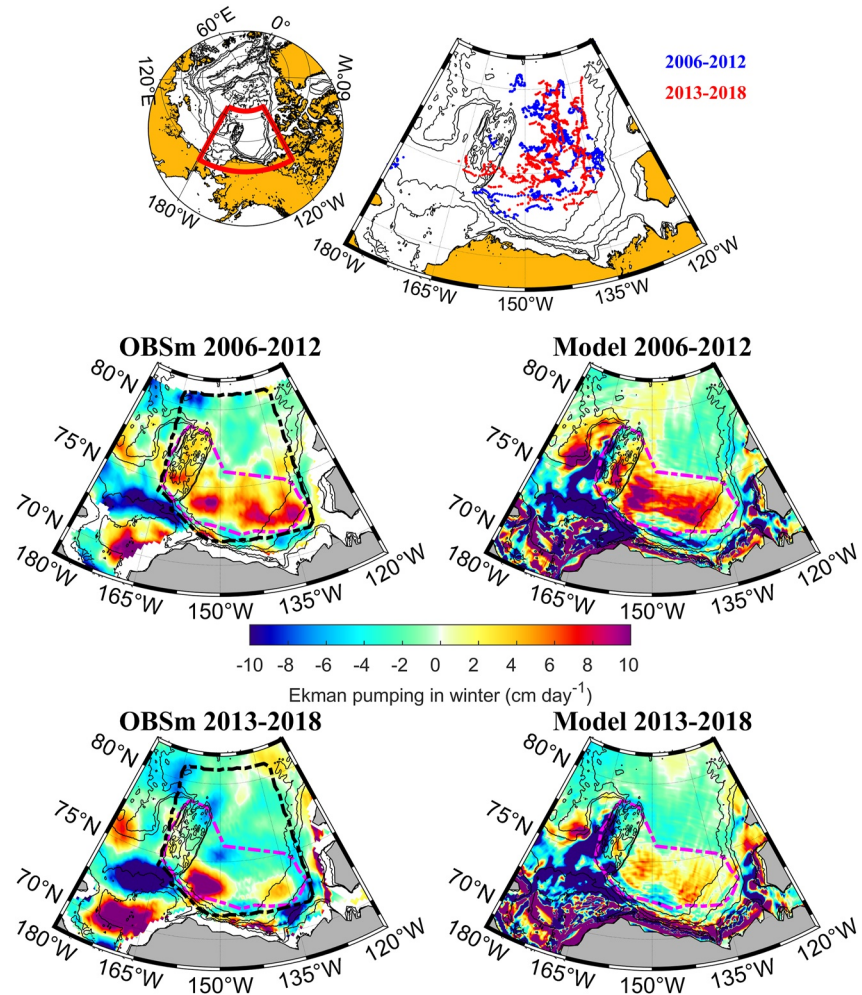 60°E
0°
120°E
60°W
180°W
120°W
2006-2012
2013-2018
180°W
165°W
150°W
135°W
120°W
OBSm 2006-2012
Model 2006-2012
80°N
75°N
70°N
180°W
165°W
150°W
135°W
120°W
80°N
75°N
70°N
180°W
165°W
150°W
135°W
120°W
-10 -8 -6 -4 -2 0 2 4 6 8 10
Ekman pumping in winter (cm day⁻¹)
OBSm 2013-2018
Model 2013-2018
80°N
75°N
70°N
180°W
165°W
150°W
135°W
120°W
80°N
75°N
70°N
180°W
165°W
150°W
135°W
120°W